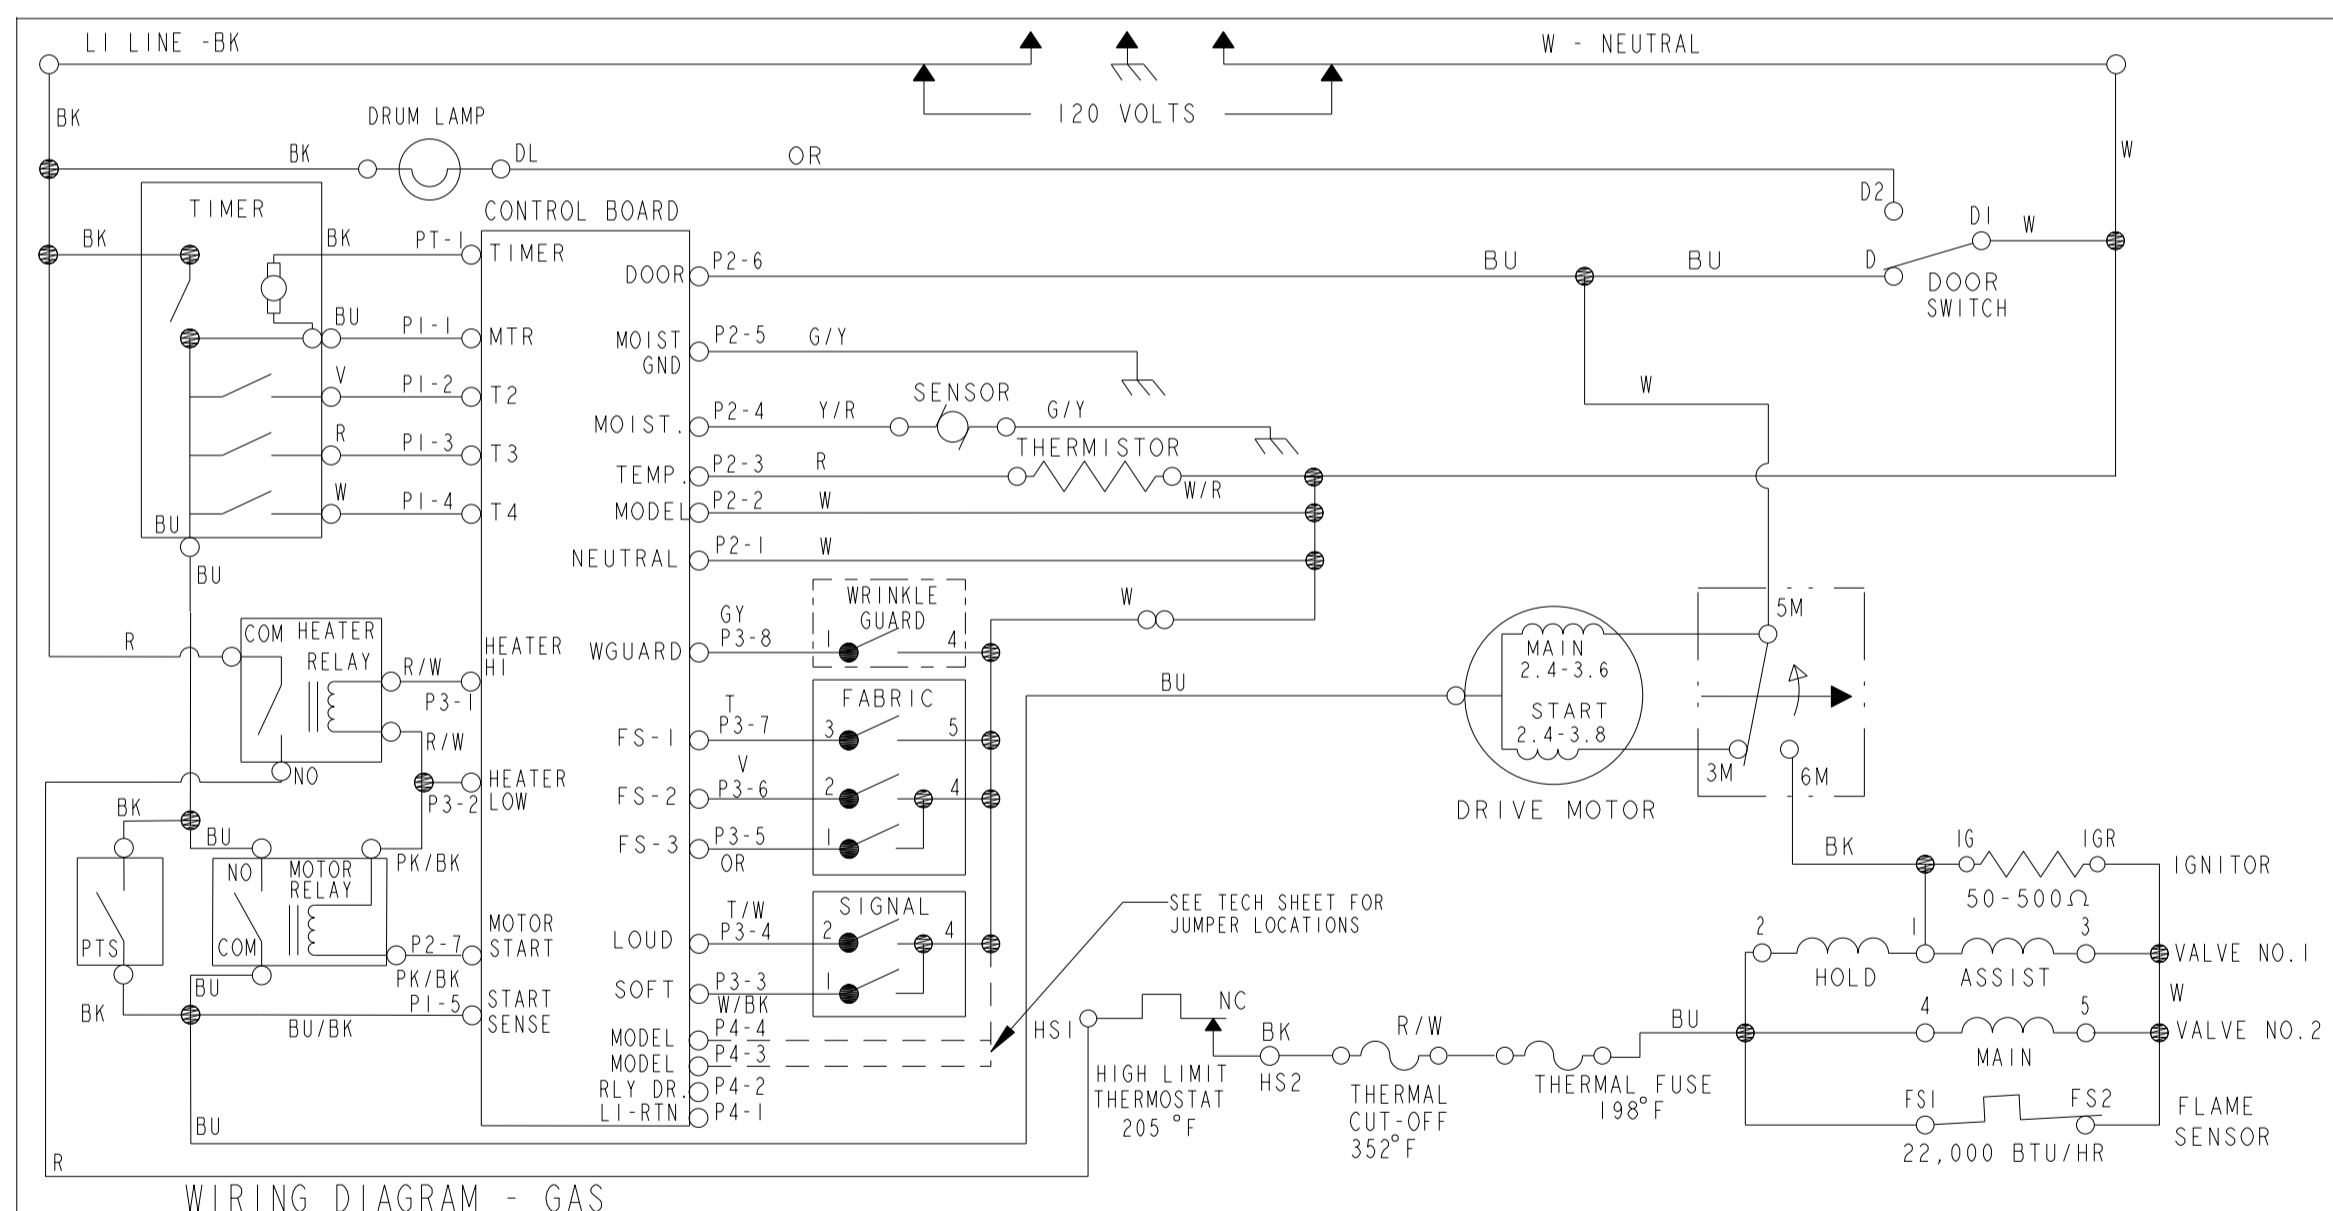 LI LINE -BK
W - NEUTRAL
120 VOLTS
BK
DRUM LAMP
BK
DL
OR
W
D2
TIMER
CONTROL BOARD
D1
W
BK
BK
PT-1
TIMER
DOOR
P2-6
BU
BU
D
DOOR
SWITCH
BU
P1-1
MTR
MOIST
GND
P2-5
G/Y
V
P1-2
T2
SENSOR
W
MOIST.
P2-4
Y/R
G/Y
R
P1-3
T3
THERMISTOR
TEMP.
P2-3
R
W/R
W
P1-4
T4
MODEL
P2-2
W
BU
NEUTRAL
P2-1
W
BU
WRINKLE
GUARD
W
GY
P3-8
1
4
5M
COM
HEATER
RELAY
HEATER
HI
WGUARD
R
R/W
P3-1
MAIN
2.4-3.6
BU
FABRIC
T
P3-7
3
5
START
2.4-3.8
FS-1
R/W
NO
3M
6M
V
P3-6
2
4
HEATER
LOW
P3-2
FS-2
DRIVE MOTOR
BK
BU
P3-5
OR
1
FS-3
BK
IG
IGR
IGNITOR
50-500Ω
NO
MOTOR
RELAY
PK/BK
SEE TECH SHEET FOR
JUMPER LOCATIONS
SIGNAL
T/W
P3-4
2
4
LOUD
PTS
COM
P2-7
MOTOR
START
2
1
3
VALVE NO.1
HOLD
ASSIST
PK/BK
P1-5
START
SENSE
SOFT
P3-3
W/BK
1
BU
BK
BU/BK
W
HS1
NC
BK
HS2
R/W
BU
4
5
VALVE NO.2
MAIN
MODEL
P4-4
MODEL
P4-3
RLY DR.
P4-2
LI-RTN
P4-1
HIGH LIMIT
THERMOSTAT
205 °F
THERMAL
CUT-OFF
352°F
THERMAL FUSE
198°F
FS1
FS2
FLAME
SENSOR
22,000 BTU/HR
BU
R
WIRING DIAGRAM - GAS